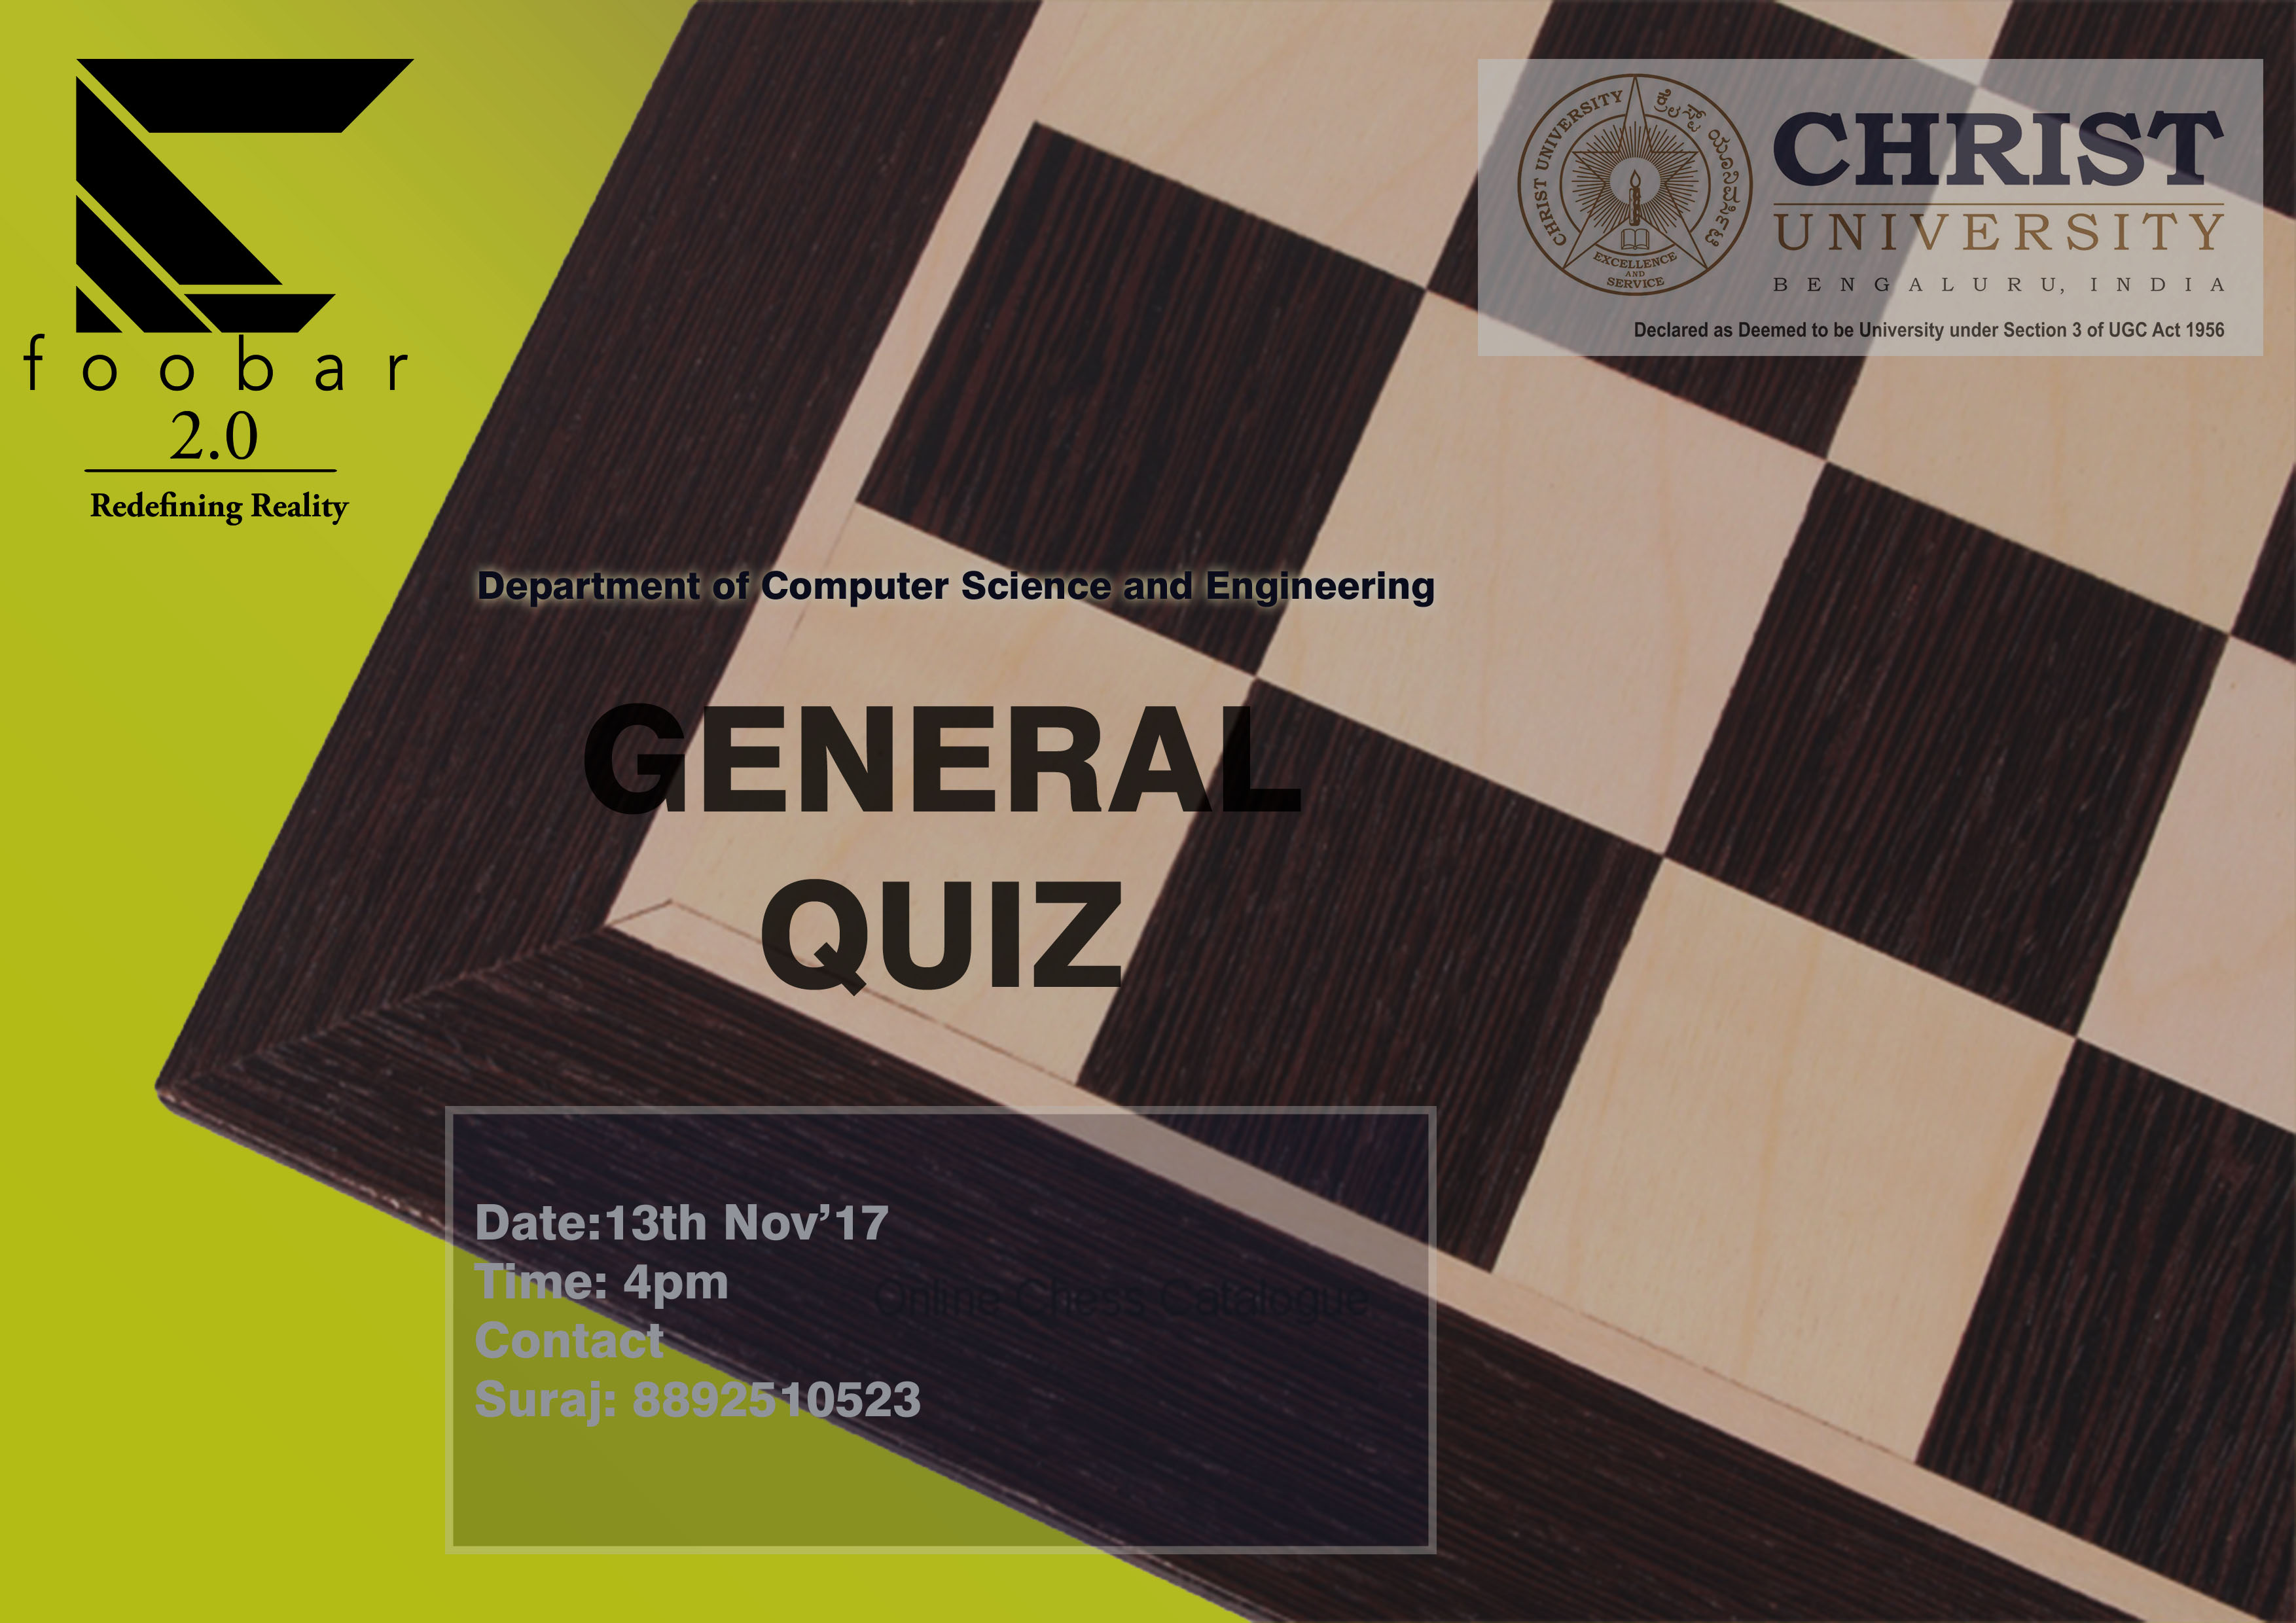 foobar
2.0
Redefining Reality
CHRIST UNIVERSITY
ಕ್ರೈಸ್ಟ್ ಯೂನಿವರ್ಸಿಟಿ
EXCELLENCE
AND
SERVICE
CHRIST
UNIVERSITY
BENGALURU, INDIA
Declared as Deemed to be University under Section 3 of UGC Act 1956
Department of Computer Science and Engineering
GENERAL
QUIZ
Date:13th Nov’17
Time: 4pm
Online Chess Catalogue
Contact
Suraj: 8892510523